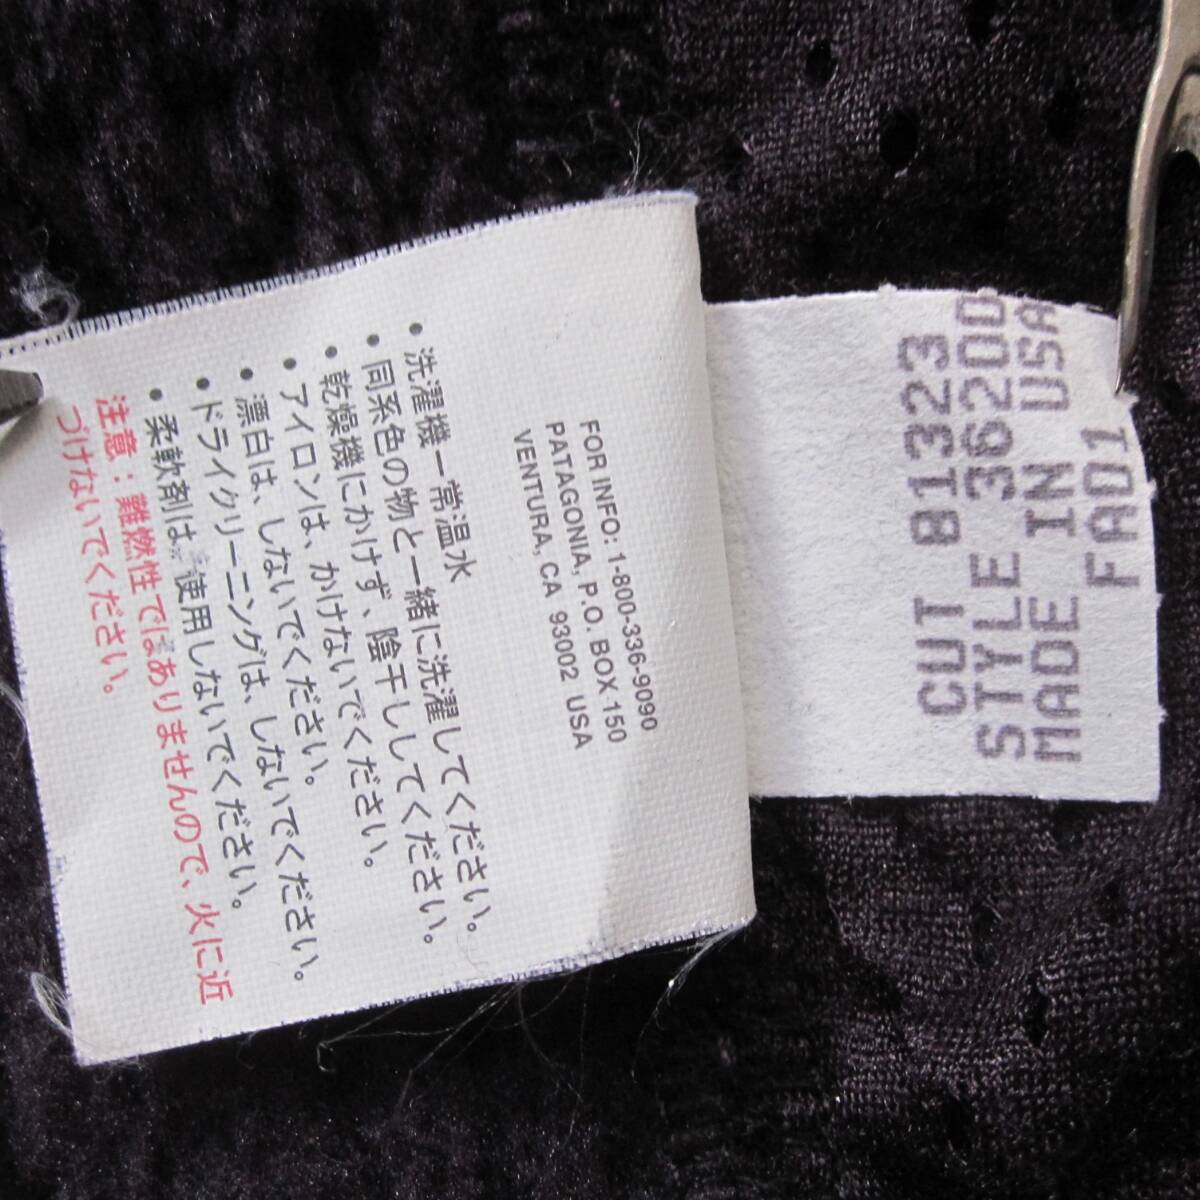 FOR INFO: 1-800-336-9090
PATAGONIA, P.O. BOX 150
VENTURA, CA 93002 USA
• 洗濯機ー常温水
• 同系色の物と一緒に洗濯してください。
• 乾燥機にかけず、陰干ししてください。
• アイロンは、かけないでください。
• 漂白は、しないでください。
• ドライクリーニングは、しないでください。
• 柔軟剤は 使用しないでください。
注意：難燃性ではありませんので、火に近
づけないでください。
CUT 81323
STYLE 36200
MADE IN USA
FA01